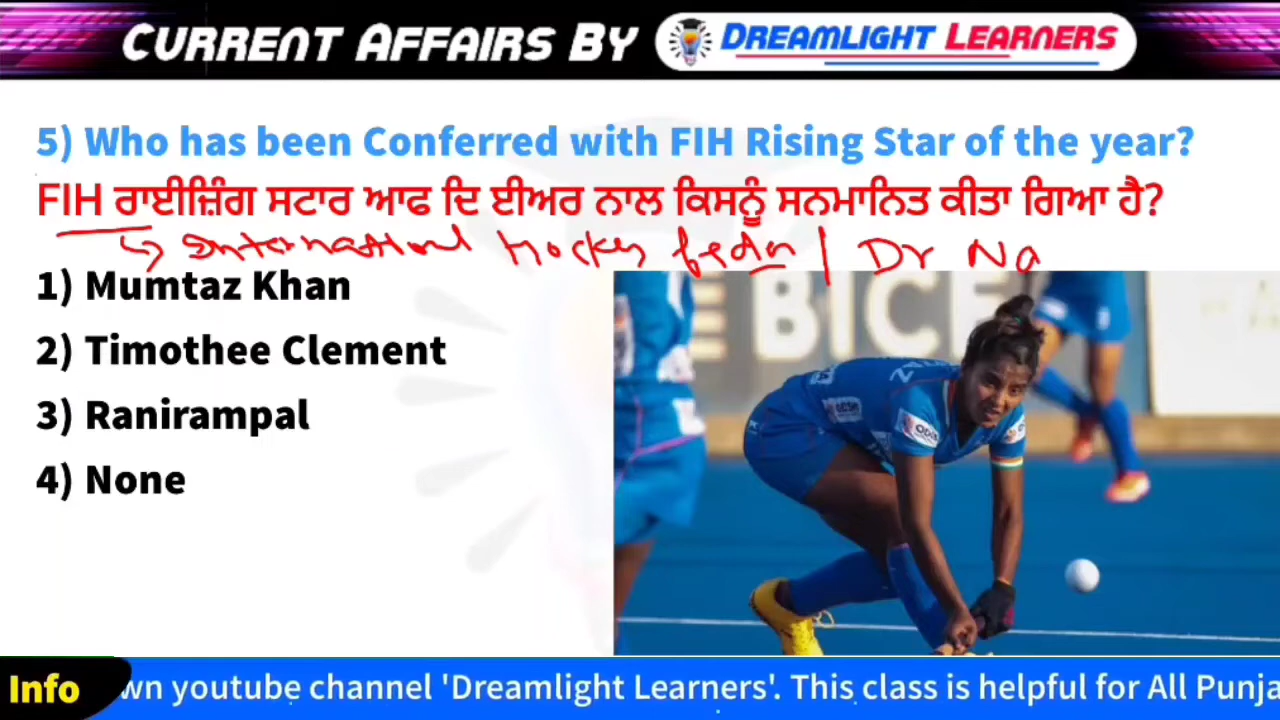 CURRENT AFFAIRS BY DREAMLIGHT LEARNERS
5) Who has been Conferred with FIH Rising Star of the year?
FIH ਰਾਈਜ਼ਿੰਗ ਸਟਾਰ ਆਫ ਦਿ ਈਅਰ ਨਾਲ ਕਿਸਨੂੰ ਸਨਮਾਨਿਤ ਕੀਤਾ ਗਿਆ ਹੈ?
International Hockey fedn | Dr Na
1) Mumtaz Khan
2) Timothee Clement
3) Ranirampal
4) None
Info wn youtube channel 'Dreamlight Learners'. This class is helpful for All Punja